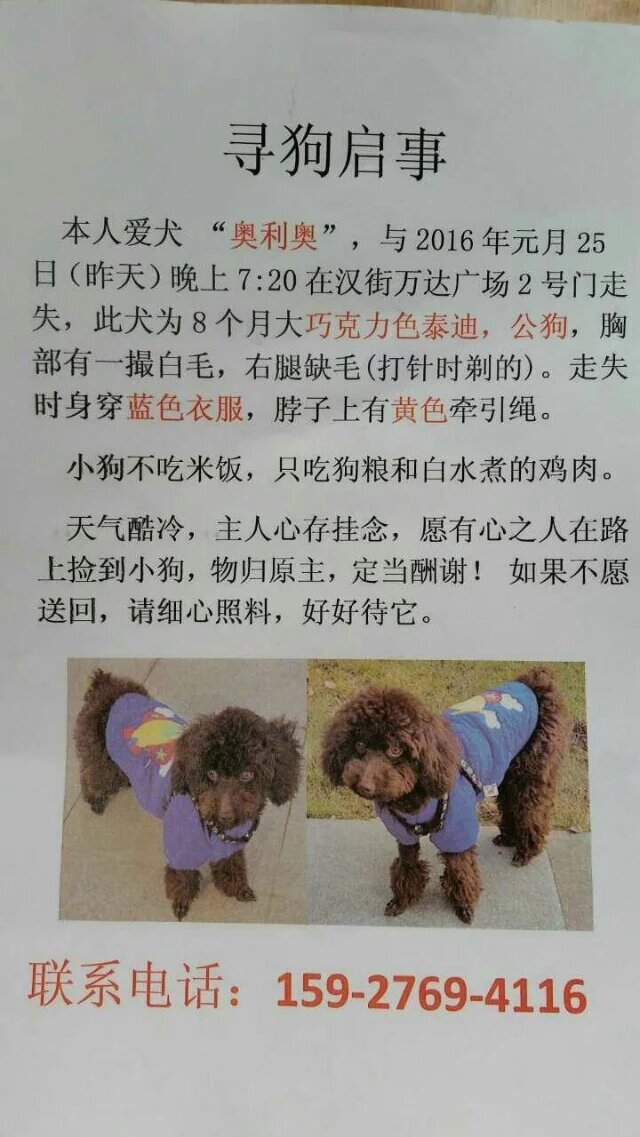 寻狗启事
本人爱犬 “奥利奥”，与 2016 年元月 25
日（昨天）晚上 7:20 在汉街万达广场 2 号门走
失，此犬为 8 个月大巧克力色泰迪，公狗，胸
部有一撮白毛，右腿缺毛(打针时剃的)。走失
时身穿蓝色衣服，脖子上有黄色牵引绳。
小狗不吃米饭，只吃狗粮和白水煮的鸡肉。
天气酷冷，主人心存挂念，愿有心之人在路
上捡到小狗，物归原主，定当酬谢！ 如果不愿
送回，请细心照料，好好待它。
联系电话：159-2769-4116